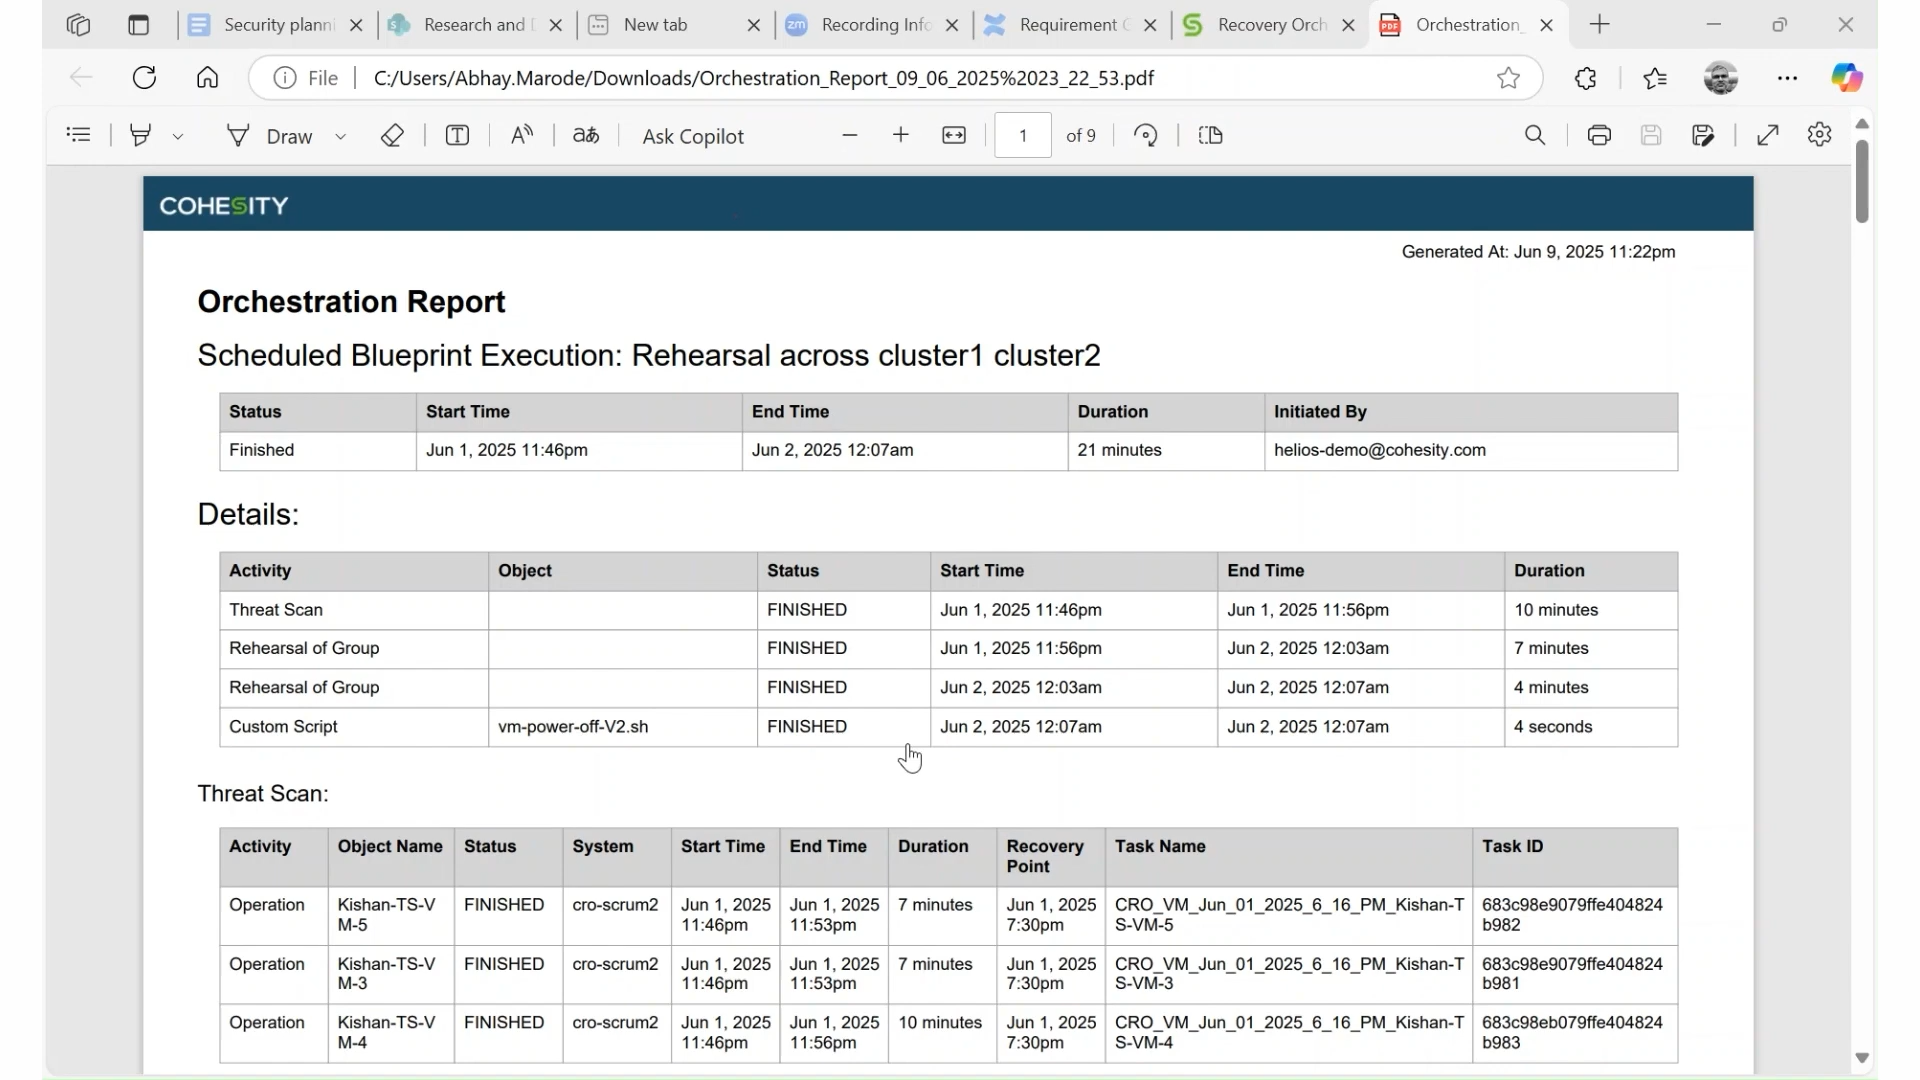 Security planni
Research and D
New tab
Recording Info
Requirement G
Recovery Orch
Orchestration_
File
C:/Users/Abhay.Marode/Downloads/Orchestration_Report_09_06_2025%2023_22_53.pdf
Draw
Ask Copilot
1
of 9
COHESITY
Generated At: Jun 9, 2025 11:22pm
Orchestration Report
Scheduled Blueprint Execution: Rehearsal across cluster1 cluster2
Status Start Time End Time Duration Initiated By
Finished Jun 1, 2025 11:46pm Jun 2, 2025 12:07am 21 minutes helios-demo@cohesity.com
Details:
Activity Object Status Start Time End Time Duration
Threat Scan FINISHED Jun 1, 2025 11:46pm Jun 1, 2025 11:56pm 10 minutes
Rehearsal of Group FINISHED Jun 1, 2025 11:56pm Jun 2, 2025 12:03am 7 minutes
Rehearsal of Group FINISHED Jun 2, 2025 12:03am Jun 2, 2025 12:07am 4 minutes
Custom Script vm-power-off-V2.sh FINISHED Jun 2, 2025 12:07am Jun 2, 2025 12:07am 4 seconds
Threat Scan:
Activity Object Name Status System Start Time End Time Duration Recovery Task Name Task ID
Point
Operation Kishan-TS-V FINISHED cro-scrum2 Jun 1, 2025 Jun 1, 2025 7 minutes Jun 1, 2025 CRO_VM_Jun_01_2025_6_16_PM_Kishan-T 683c98e9079ffe404824
M-5 11:46pm 11:53pm 7:30pm S-VM-5 b982
Operation Kishan-TS-V FINISHED cro-scrum2 Jun 1, 2025 Jun 1, 2025 7 minutes Jun 1, 2025 CRO_VM_Jun_01_2025_6_16_PM_Kishan-T 683c98e9079ffe404824
M-3 11:46pm 11:53pm 7:30pm S-VM-3 b981
Operation Kishan-TS-V FINISHED cro-scrum2 Jun 1, 2025 Jun 1, 2025 10 minutes Jun 1, 2025 CRO_VM_Jun_01_2025_6_16_PM_Kishan-T 683c98eb079ffe404824
M-4 11:46pm 11:56pm 7:30pm S-VM-4 b983